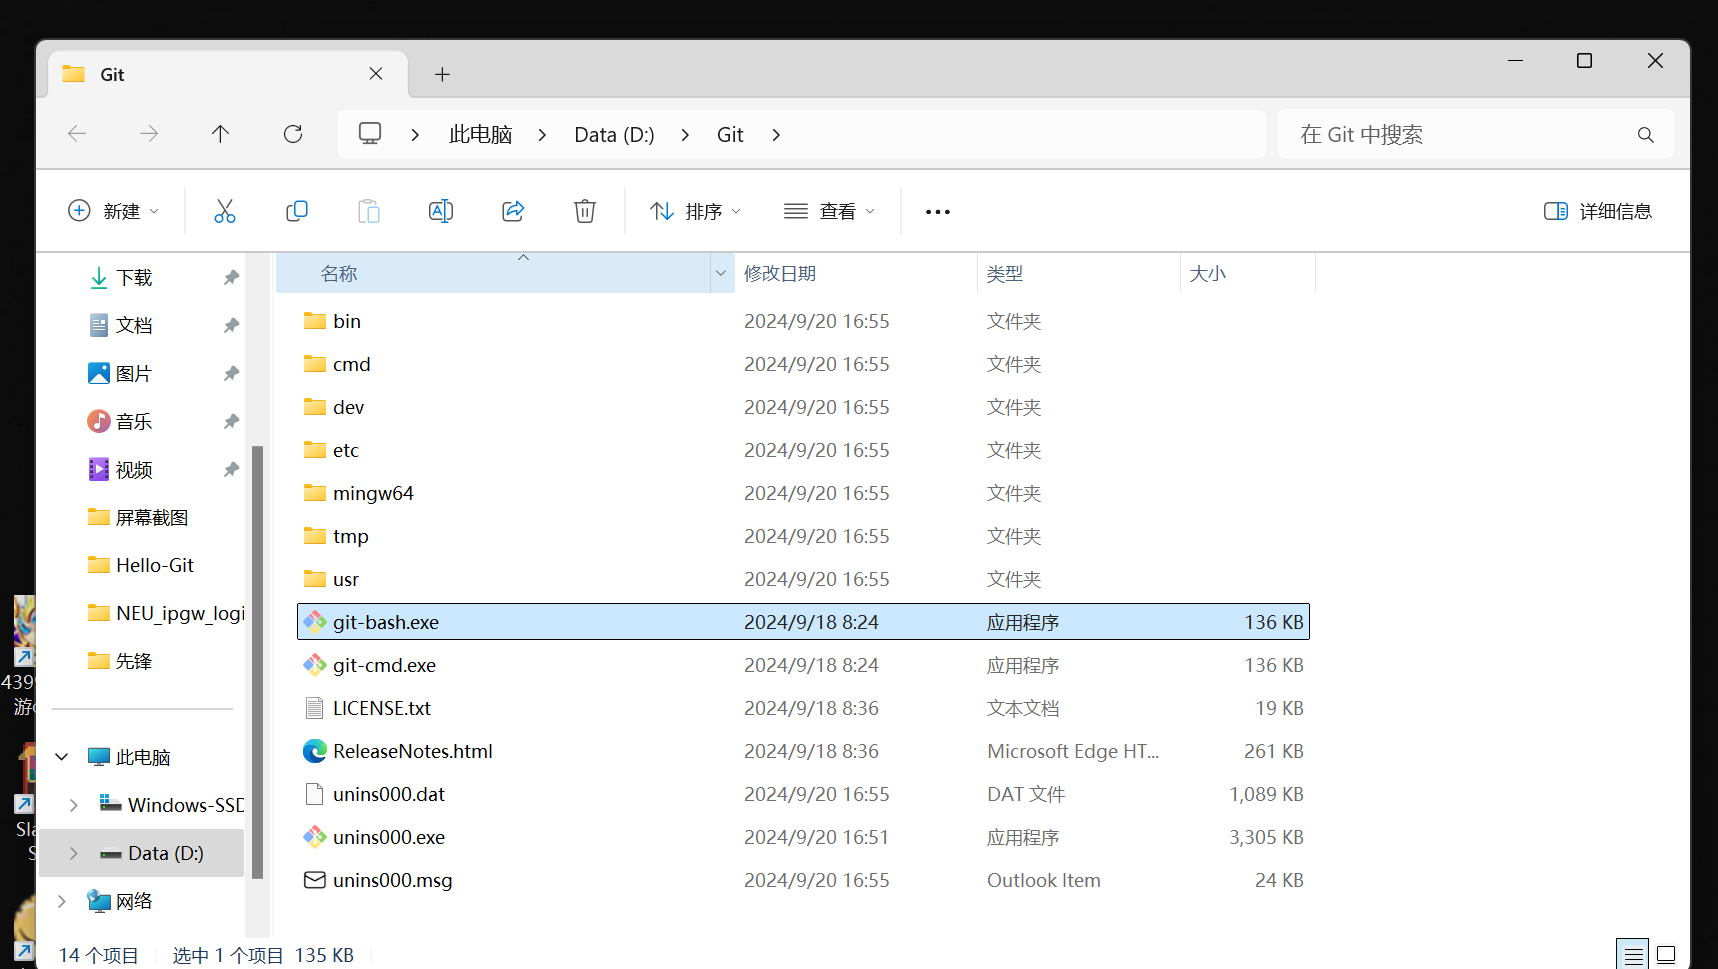 Git
此电脑 Data (D:) Git
在 Git 中搜索
新建 排序 查看 详细信息
名称 修改日期 类型 大小
下载
文档
图片
音乐
视频
屏幕截图
Hello-Git
NEU_ipgw_logi
先锋
此电脑
Windows-SSD
Data (D:)
网络
bin 2024/9/20 16:55 文件夹
cmd 2024/9/20 16:55 文件夹
dev 2024/9/20 16:55 文件夹
etc 2024/9/20 16:55 文件夹
mingw64 2024/9/20 16:55 文件夹
tmp 2024/9/20 16:55 文件夹
usr 2024/9/20 16:55 文件夹
git-bash.exe 2024/9/18 8:24 应用程序 136 KB
git-cmd.exe 2024/9/18 8:24 应用程序 136 KB
LICENSE.txt 2024/9/18 8:36 文本文档 19 KB
ReleaseNotes.html 2024/9/18 8:36 Microsoft Edge HT... 261 KB
unins000.dat 2024/9/20 16:55 DAT 文件 1,089 KB
unins000.exe 2024/9/20 16:51 应用程序 3,305 KB
unins000.msg 2024/9/20 16:55 Outlook Item 24 KB
14 个项目 选中 1 个项目 135 KB
439
游
Sla
S